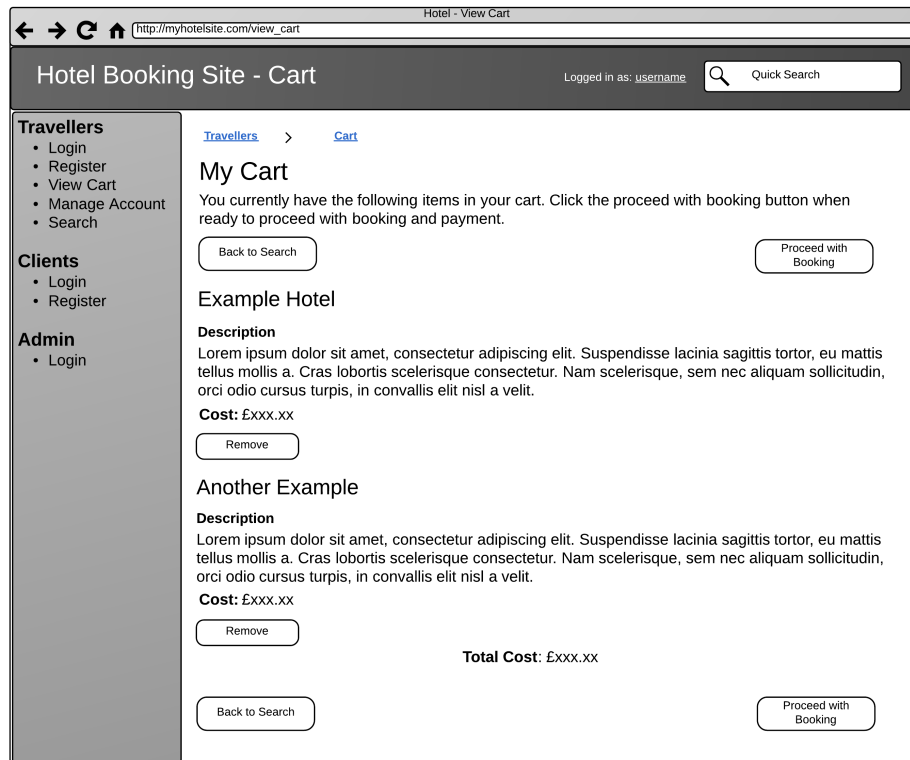 Hotel - View Cart
http://myhotelsite.com/view_cart
Hotel Booking Site - Cart
Logged in as: username
Quick Search
Travellers
• Login
• Register
• View Cart
• Manage Account
• Search
Clients
• Login
• Register
Admin
• Login
Travellers > Cart
My Cart
You currently have the following items in your cart. Click the proceed with booking button when
ready to proceed with booking and payment.
Back to Search
Proceed with
Booking
Example Hotel
Description
Lorem ipsum dolor sit amet, consectetur adipiscing elit. Suspendisse lacinia sagittis tortor, eu mattis
tellus mollis a. Cras lobortis scelerisque consectetur. Nam scelerisque, sem nec aliquam sollicitudin,
orci odio cursus turpis, in convallis elit nisl a velit.
Cost: £xxx.xx
Remove
Another Example
Description
Lorem ipsum dolor sit amet, consectetur adipiscing elit. Suspendisse lacinia sagittis tortor, eu mattis
tellus mollis a. Cras lobortis scelerisque consectetur. Nam scelerisque, sem nec aliquam sollicitudin,
orci odio cursus turpis, in convallis elit nisl a velit.
Cost: £xxx.xx
Remove
Total Cost: £xxx.xx
Back to Search
Proceed with
Booking